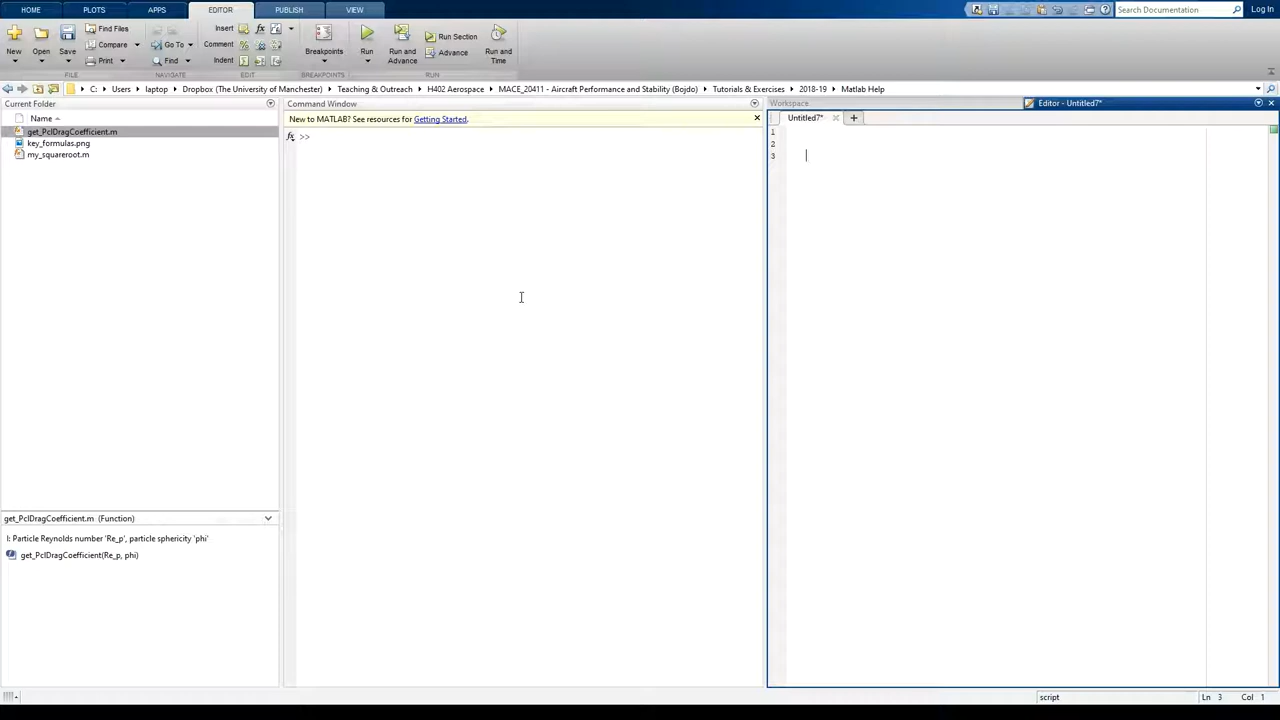 HOME PLOTS APPS EDITOR PUBLISH VIEW Search Documentation Log In
Insert fx
Find Files
Compare Go To Comment Run Section
New Open Save Print Find Indent Breakpoints Run Run and Advance Advance Run and Time
FILE NAVIGATE EDIT BREAKPOINTS RUN
C: Users laptop Dropbox (The University of Manchester) Teaching & Outreach H402 Aerospace MACE_20411 - Aircraft Performance and Stability (Bojdo) Tutorials & Exercises 2018-19 Matlab Help
Current Folder
Name
get_PclDragCoefficient.m
key_formulas.png
my_squareroot.m
get_PclDragCoefficient.m (Function)
I: Particle Reynolds number 'Re_p', particle sphericity 'phi'
get_PclDragCoefficient(Re_p, phi)
Command Window
New to MATLAB? See resources for Getting Started.
fx >>
Workspace
Editor - Untitled7*
Untitled7*
1
2
3
script Ln 3 Col 1